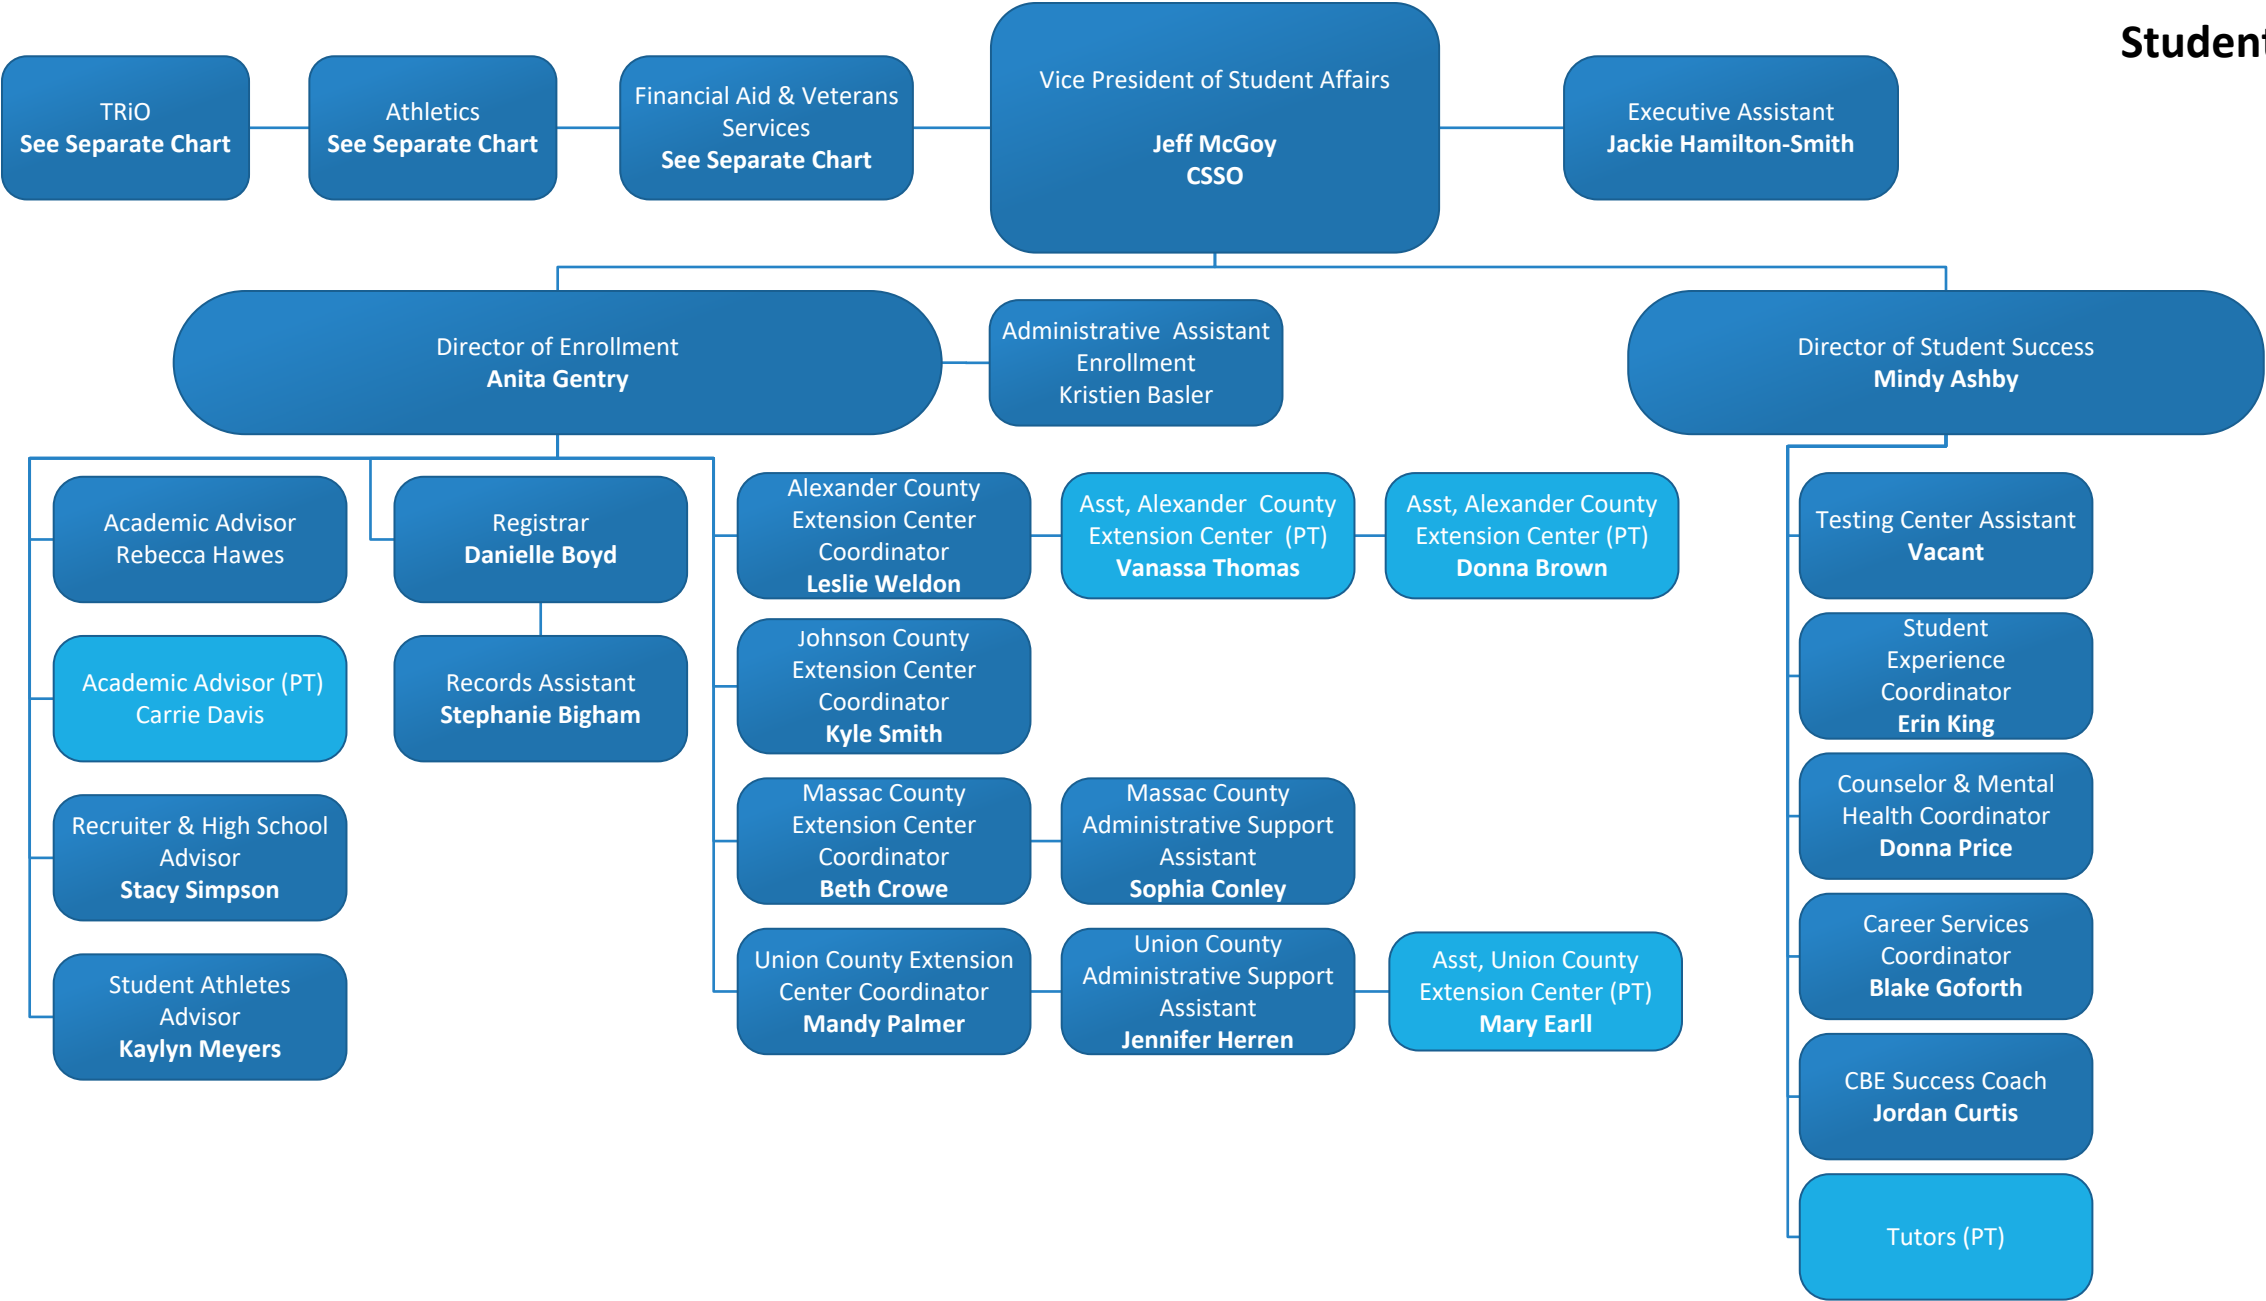 Student
TRiO
See Separate Chart
Athletics
See Separate Chart
Financial Aid & Veterans
Services
See Separate Chart
Vice President of Student Affairs
Jeff McGoy
CSSO
Executive Assistant
Jackie Hamilton-Smith
Director of Enrollment
Anita Gentry
Administrative  Assistant
Enrollment
Kristien Basler
Director of Student Success
Mindy Ashby
Academic Advisor
Rebecca Hawes
Academic Advisor (PT)
Carrie Davis
Recruiter & High School
Advisor
Stacy Simpson
Student Athletes
Advisor
Kaylyn Meyers
Registrar
Danielle Boyd
Records Assistant
Stephanie Bigham
Alexander County
Extension Center
Coordinator
Leslie Weldon
Asst, Alexander  County
Extension Center  (PT)
Vanassa Thomas
Asst, Alexander County
Extension Center (PT)
Donna Brown
Johnson County
Extension Center
Coordinator
Kyle Smith
Massac County
Extension Center
Coordinator
Beth Crowe
Massac County
Administrative Support
Assistant
Sophia Conley
Union County Extension
Center Coordinator
Mandy Palmer
Union County
Administrative Support
Assistant
Jennifer Herren
Asst, Union County
Extension Center (PT)
Mary Earll
Testing Center Assistant
Vacant
Student
Experience
Coordinator
Erin King
Counselor & Mental
Health Coordinator
Donna Price
Career Services
Coordinator
Blake Goforth
CBE Success Coach
Jordan Curtis
Tutors (PT)